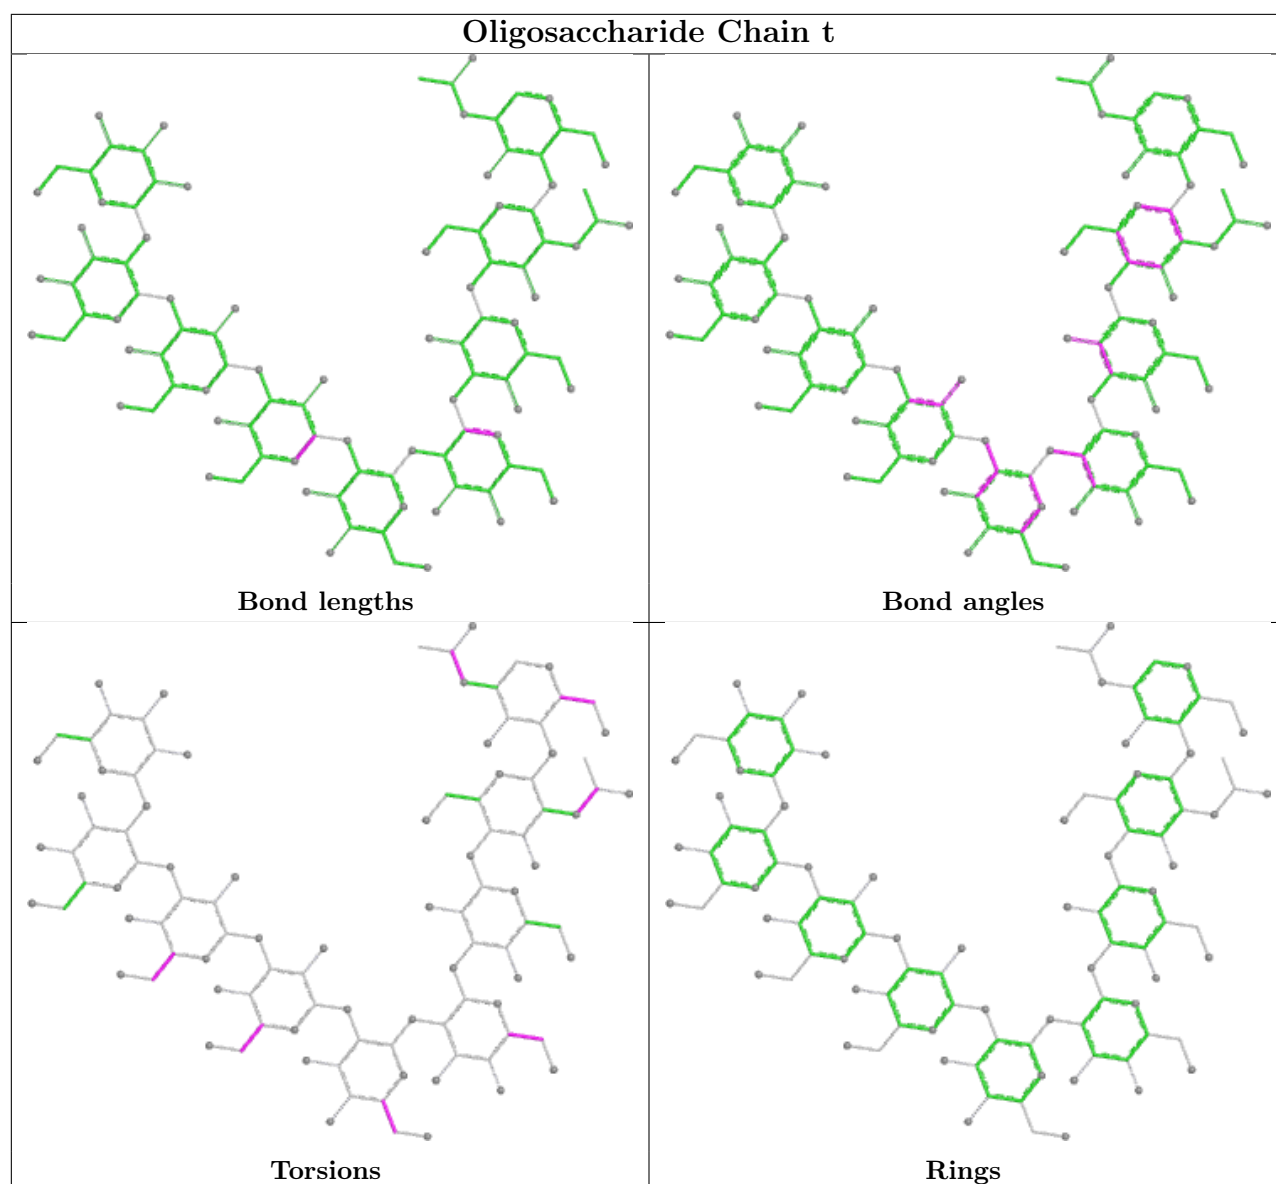 Oligosaccharide Chain t
Bond lengths
Bond angles
Torsions
Rings